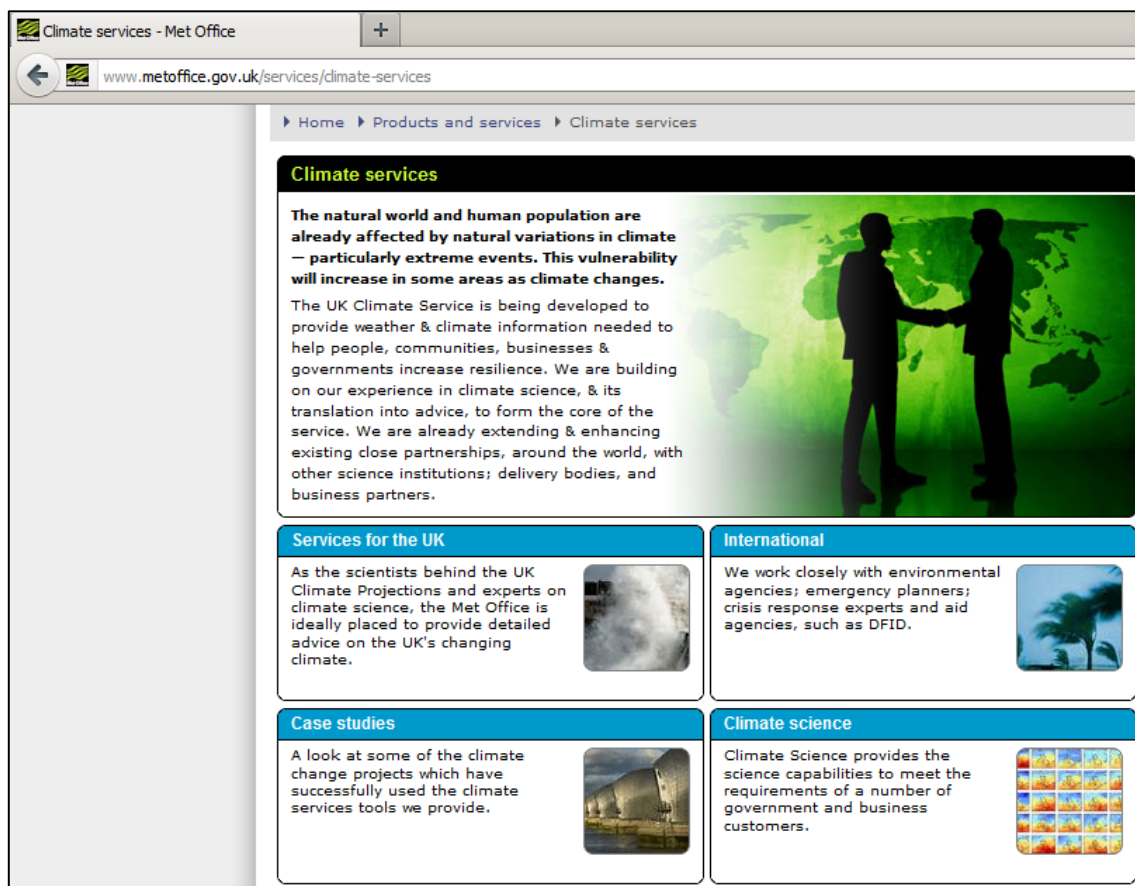 Climate services - Met Office
www.metoffice.gov.uk/services/climate-services
Home Products and services Climate services
Climate services
The natural world and human population are
already affected by natural variations in climate
— particularly extreme events. This vulnerability
will increase in some areas as climate changes.
The UK Climate Service is being developed to
provide weather & climate information needed to
help people, communities, businesses &
governments increase resilience. We are building
on our experience in climate science, & its
translation into advice, to form the core of the
service. We are already extending & enhancing
existing close partnerships, around the world, with
other science institutions; delivery bodies, and
business partners.
Services for the UK
As the scientists behind the UK
Climate Projections and experts on
climate science, the Met Office is
ideally placed to provide detailed
advice on the UK's changing
climate.
International
We work closely with environmental
agencies; emergency planners;
crisis response experts and aid
agencies, such as DFID.
Case studies
A look at some of the climate
change projects which have
successfully used the climate
services tools we provide.
Climate science
Climate Science provides the
science capabilities to meet the
requirements of a number of
government and business
customers.